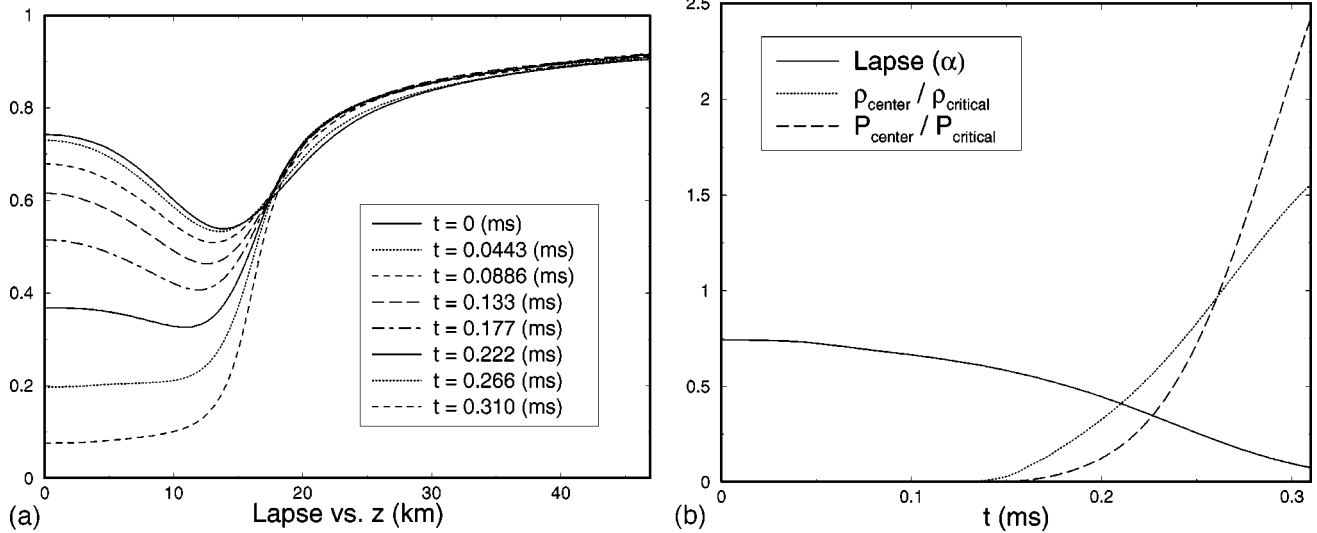 1
0.8
0.6
0.4
0.2
0
0
10
20
30
40
t = 0 (ms)
t = 0.0443 (ms)
t = 0.0886 (ms)
t = 0.133 (ms)
t = 0.177 (ms)
t = 0.222 (ms)
t = 0.266 (ms)
t = 0.310 (ms)
(a)
Lapse vs. z (km)
2.5
2
1.5
1
0.5
0
0
0.1
0.2
0.3
Lapse (α)
ρcenter / ρcritical
Pcenter / Pcritical
(b)
t (ms)